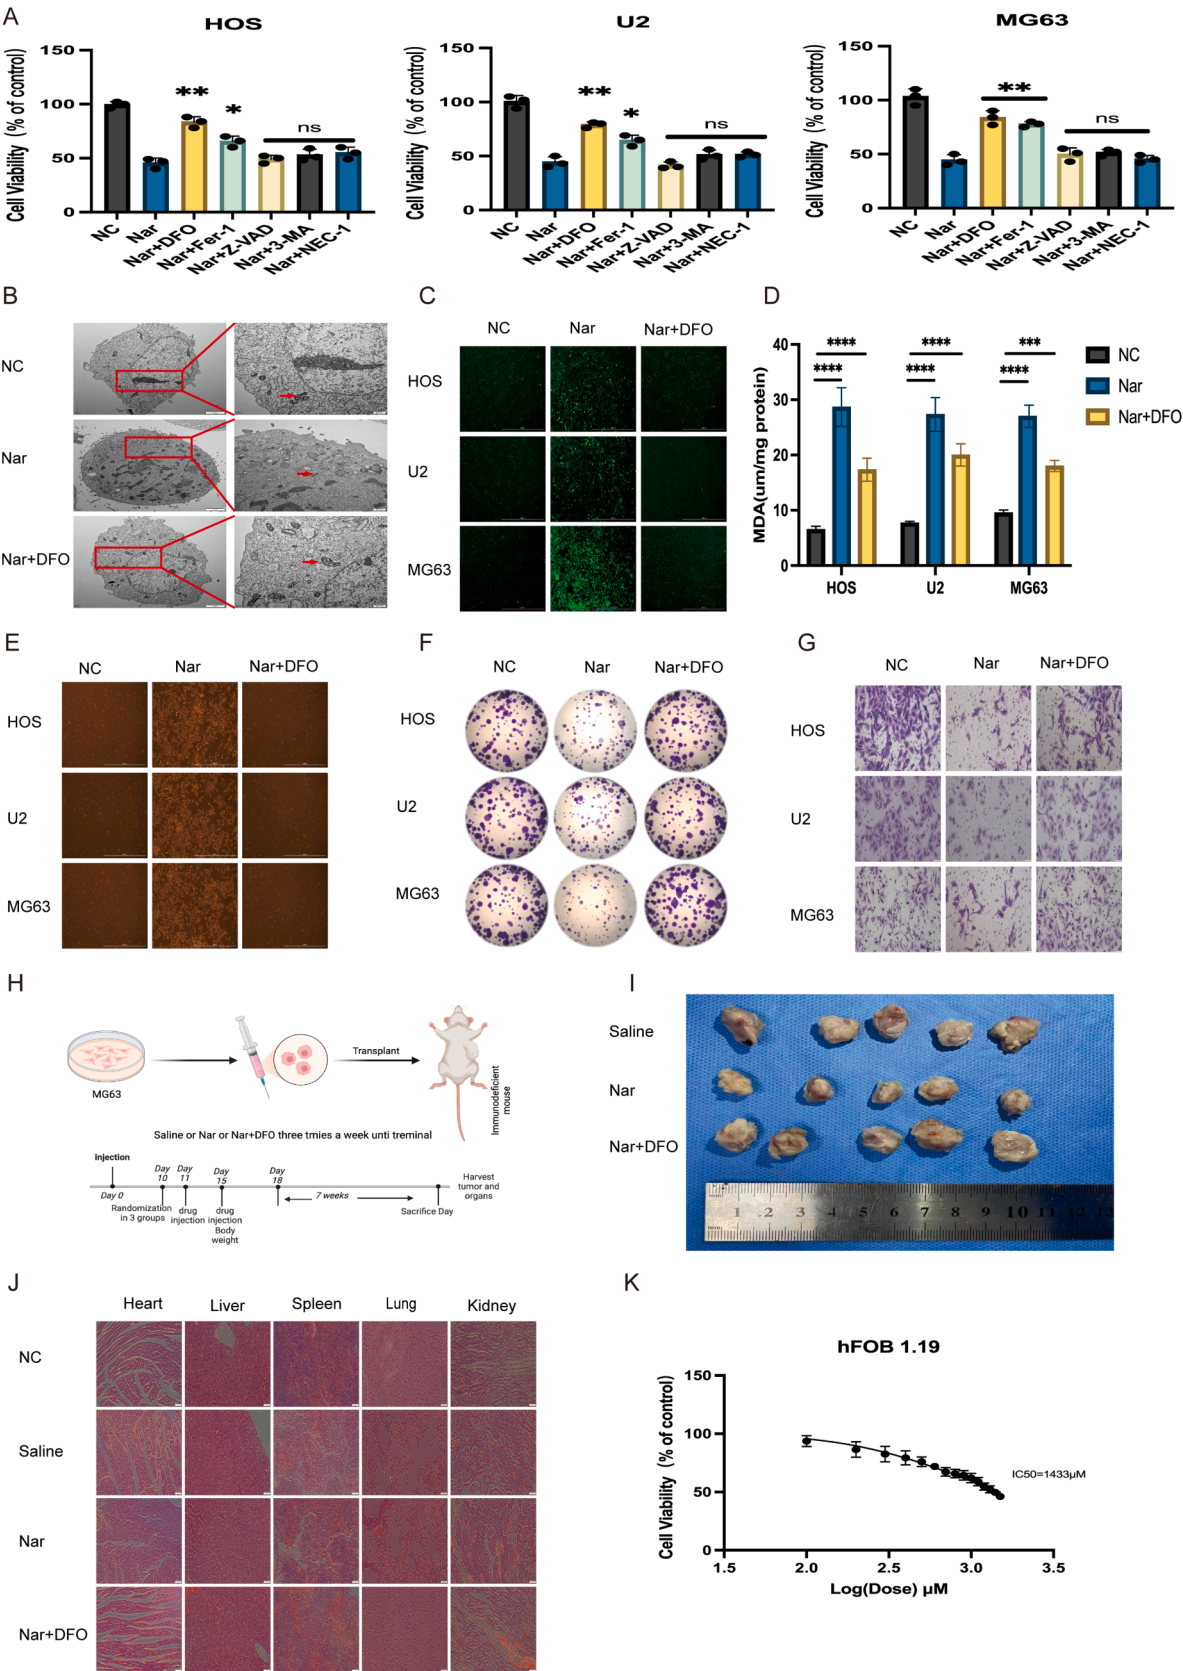 A
HOS
Cell Viability (% of control)
150
100
50
0
**
*
ns
NC
Nar
Nar+DFO
Nar+Fer-1
Nar+Z-VAD
Nar+3-MA
Nar+NEC-1
U2
Cell Viability (% of control)
150
100
50
0
**
*
ns
NC
Nar
Nar+DFO
Nar+Fer-1
Nar+Z-VAD
Nar+3-MA
Nar+NEC-1
MG63
Cell Viability (% of control)
150
100
50
0
**
ns
NC
Nar
Nar+DFO
Nar+Fer-1
Nar+Z-VAD
Nar+3-MA
Nar+NEC-1
B
NC
Nar
Nar+DFO
C
NC Nar Nar+DFO
HOS
U2
MG63
D
MDA(um/mg protein)
40
30
20
10
0
**** **** ***
**** **** ****
HOS U2 MG63
NC
Nar
Nar+DFO
E
NC Nar Nar+DFO
HOS
U2
MG63
F
NC Nar Nar+DFO
HOS
U2
MG63
G
NC Nar Nar+DFO
HOS
U2
MG63
H
MG63
Transplant
Immunodeficient
mouse
Saline or Nar or Nar+DFO three tmies a week unti treminal
injection
Day 0
Day
10
Randomization
in 3 groups
Day
11
drug
injection
Day
15
drug
injection
Body
weight
Day
18
7 weeks
Sacrifice Day
Harvest
tumor and
organs
I
Saline
Nar
Nar+DFO
1 2 3 4 5 6 7 8 9 10 11 12 13
J
Heart Liver Spleen Lung Kidney
NC
Saline
Nar
Nar+DFO
K
hFOB 1.19
Cell Viability (% of control)
150
100
50
0
IC50=1433µM
1.5 2.0 2.5 3.0 3.5
Log(Dose) µM